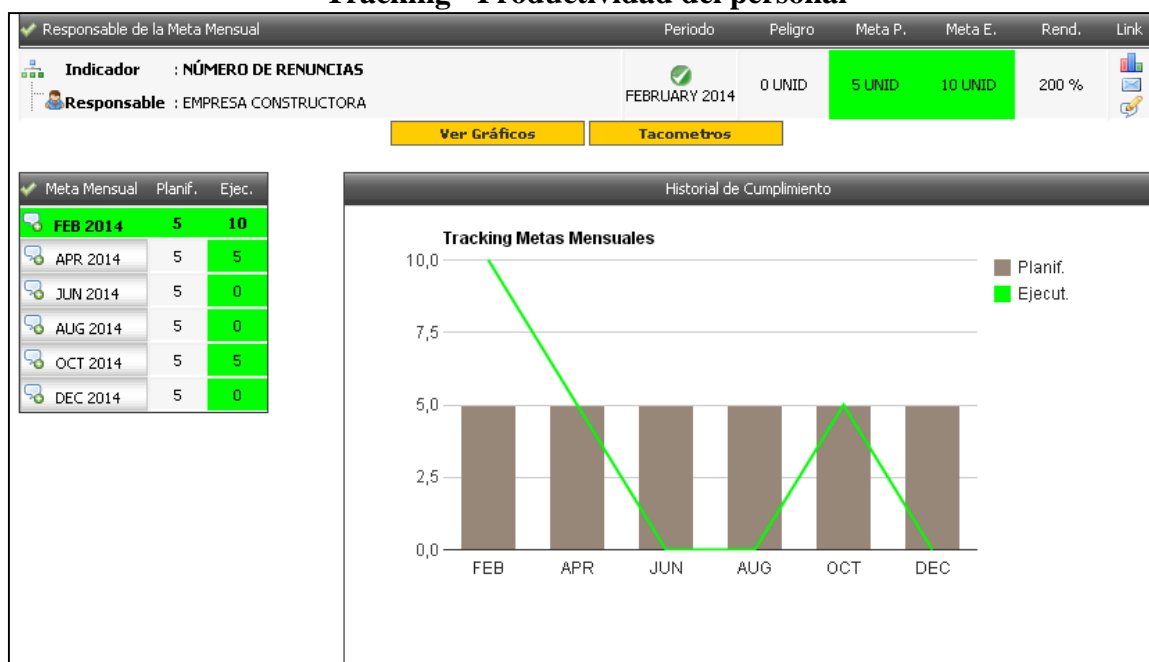 Tracking - Productividad del personal
Responsable de la Meta Mensual Periodo Peligro Meta P. Meta E. Rend. Link
Indicador : NÚMERO DE RENUNCIAS
Responsable : EMPRESA CONSTRUCTORA
FEBRUARY 2014 0 UNID 5 UNID 10 UNID 200 %
Ver Gráficos Tacometros
Meta Mensual Planif. Ejec.
FEB 2014 5 10
APR 2014 5 5
JUN 2014 5 0
AUG 2014 5 0
OCT 2014 5 5
DEC 2014 5 0
Historial de Cumplimiento
Tracking Metas Mensuales
10,0
7,5
5,0
2,5
0,0
FEB APR JUN AUG OCT DEC
Planif.
Ejecut.